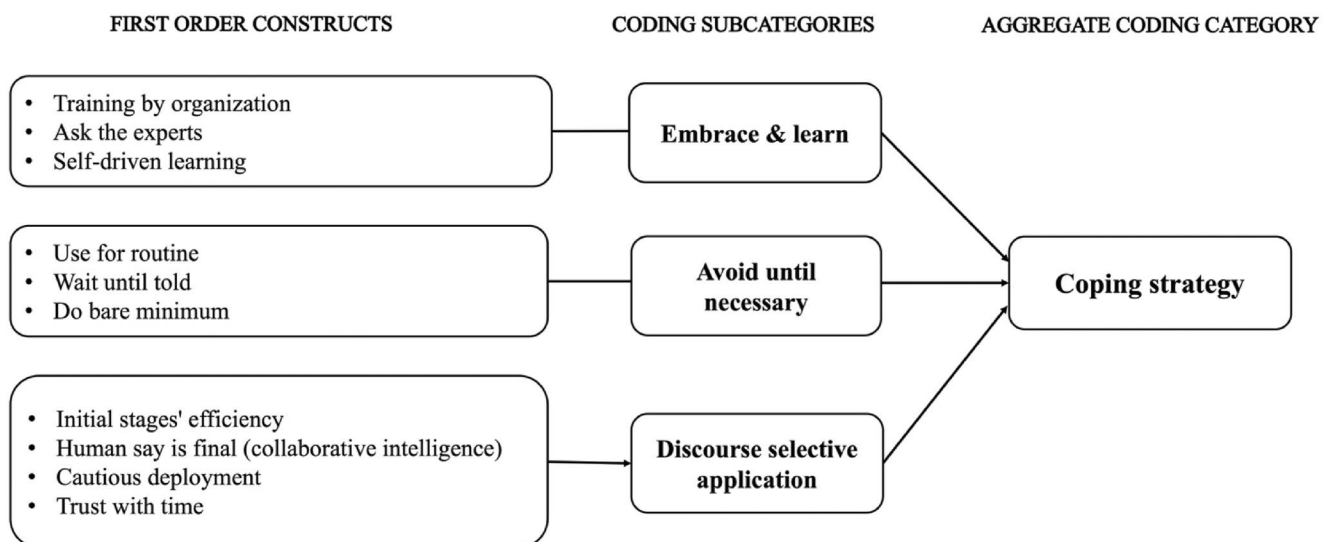 FIRST ORDER CONSTRUCTS
CODING SUBCATEGORIES
AGGREGATE CODING CATEGORY
• Training by organization
• Ask the experts
• Self-driven learning
Embrace & learn
• Use for routine
• Wait until told
• Do bare minimum
Avoid until
necessary
Coping strategy
• Initial stages' efficiency
• Human say is final (collaborative intelligence)
• Cautious deployment
• Trust with time
Discourse selective
application